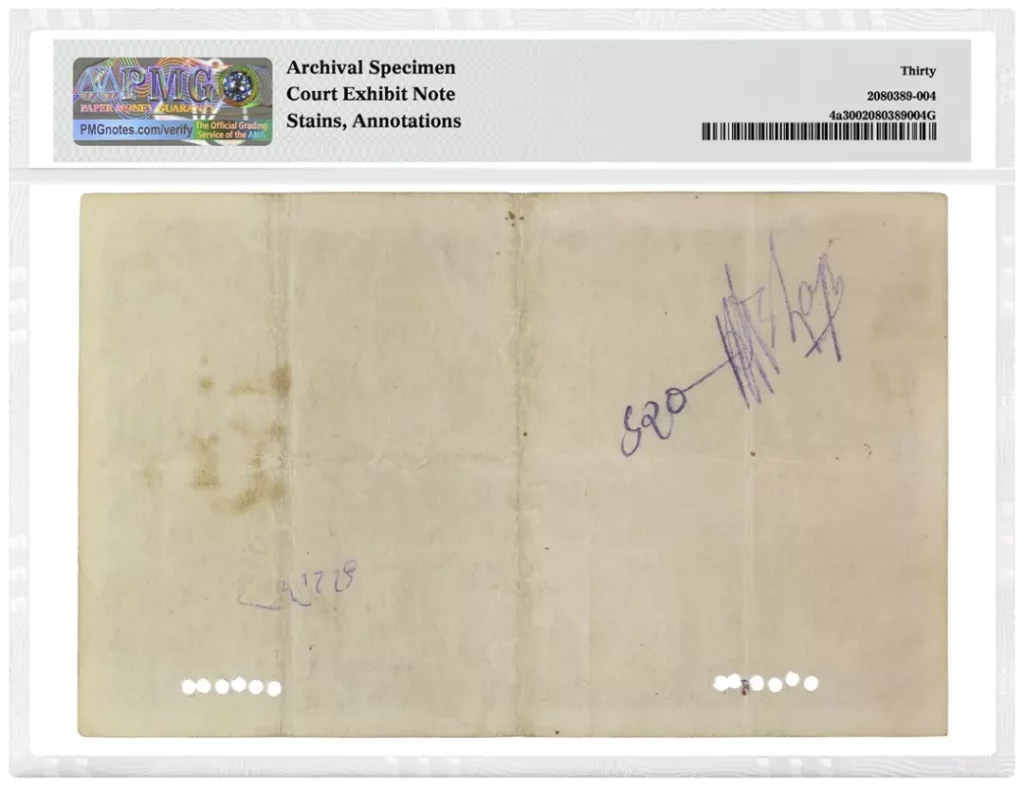 PMG
PAPER MONEY GUARANTY
PMGnotes.com/verify
The Official Grading
Service of the ANA
Archival Specimen
Court Exhibit Note
Stains, Annotations
Thirty
2080389-004
4a3002080389004G